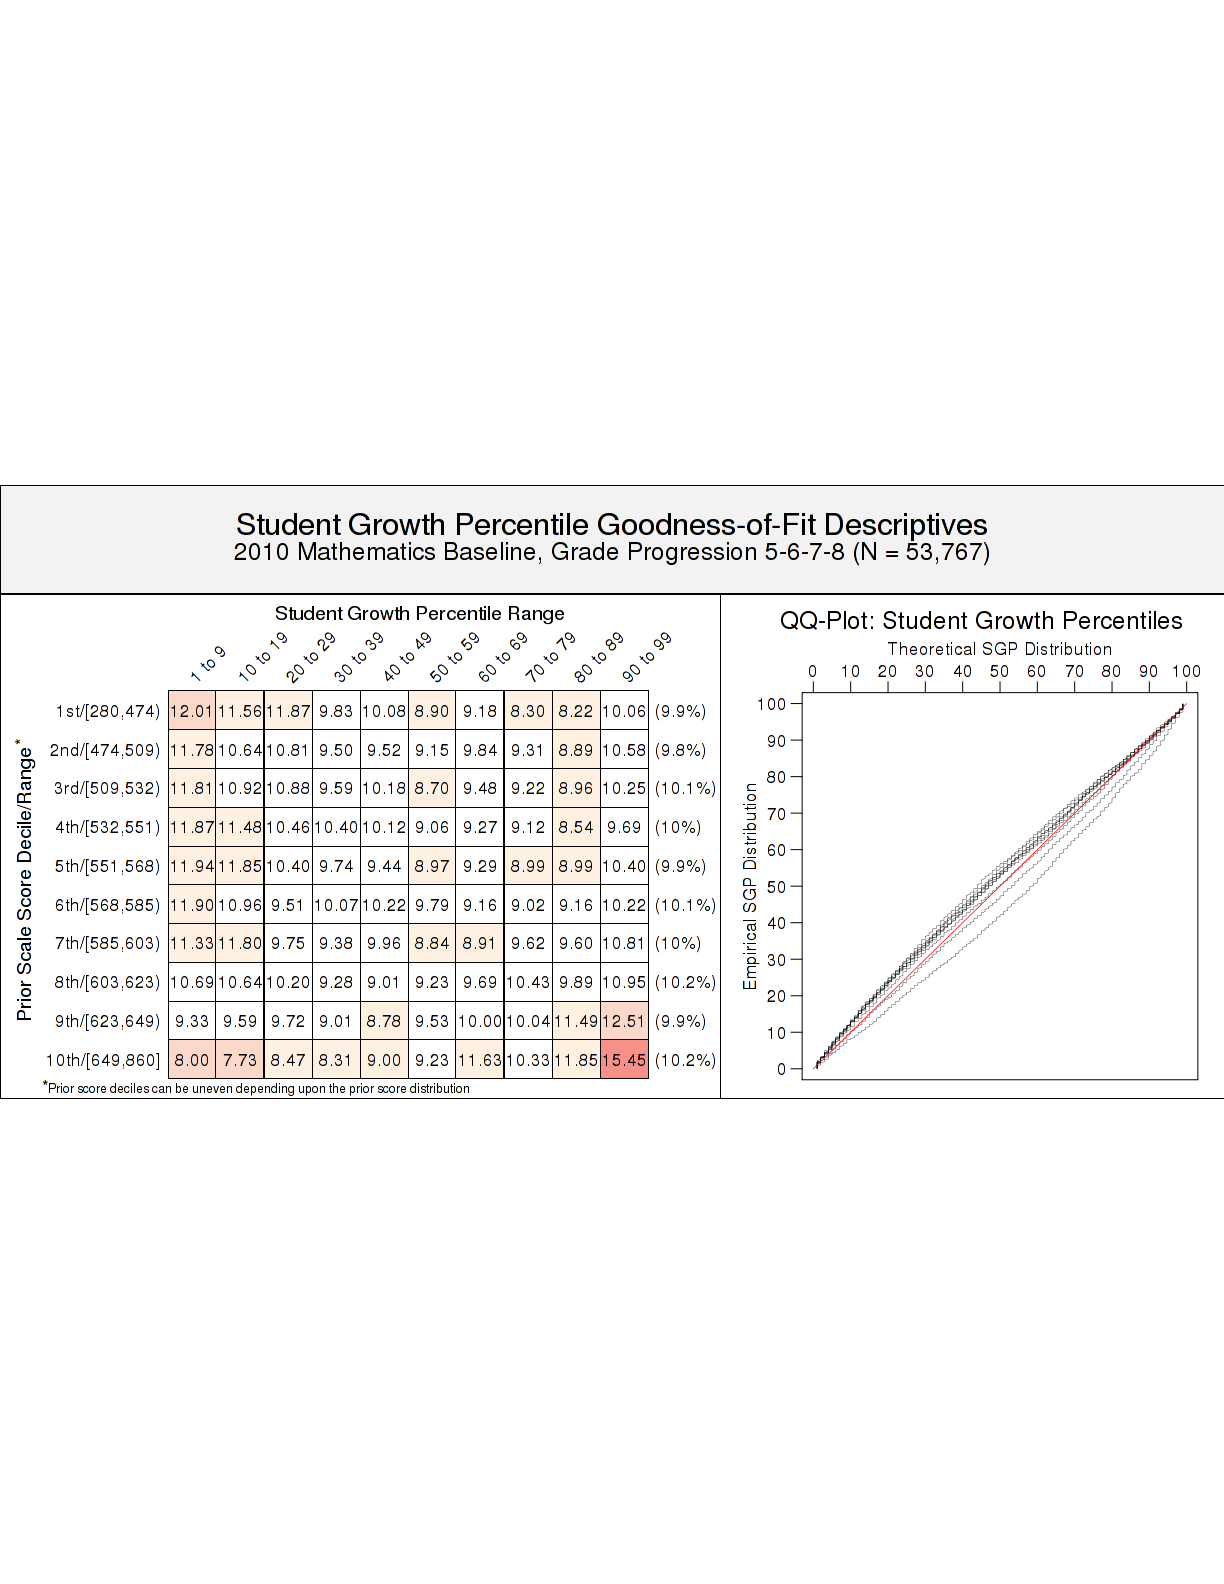 Student Growth Percentile Goodness-of-Fit Descriptives
2010 Mathematics Baseline, Grade Progression 5-6-7-8 (N = 53,767)
Student Growth Percentile Range
1 to 9 10 to 19 20 to 29 30 to 39 40 to 49 50 to 59 60 to 69 70 to 79 80 to 89 90 to 99
Prior Scale Score Decile/Range*
1st/[280,474) 12.01 11.56 11.87 9.83 10.08 8.90 9.18 8.30 8.22 10.06 (9.9%)
2nd/[474,509) 11.78 10.64 10.81 9.50 9.52 9.15 9.84 9.31 8.89 10.58 (9.8%)
3rd/[509,532) 11.81 10.92 10.88 9.59 10.18 8.70 9.48 9.22 8.96 10.25 (10.1%)
4th/[532,551) 11.87 11.48 10.46 10.40 10.12 9.06 9.27 9.12 8.54 9.69 (10%)
5th/[551,568) 11.94 11.85 10.40 9.74 9.44 8.97 9.29 8.99 8.99 10.40 (9.9%)
6th/[568,585) 11.90 10.96 9.51 10.07 10.22 9.79 9.16 9.02 9.16 10.22 (10.1%)
7th/[585,603) 11.33 11.80 9.75 9.38 9.96 8.84 8.91 9.62 9.60 10.81 (10%)
8th/[603,623) 10.69 10.64 10.20 9.28 9.01 9.23 9.69 10.43 9.89 10.95 (10.2%)
9th/[623,649) 9.33 9.59 9.72 9.01 8.78 9.53 10.00 10.04 11.49 12.51 (9.9%)
10th/[649,860] 8.00 7.73 8.47 8.31 9.00 9.23 11.63 10.33 11.85 15.45 (10.2%)
*Prior score deciles can be uneven depending upon the prior score distribution
QQ-Plot: Student Growth Percentiles
Theoretical SGP Distribution
0 10 20 30 40 50 60 70 80 90 100
Empirical SGP Distribution
100
90
80
70
60
50
40
30
20
10
0